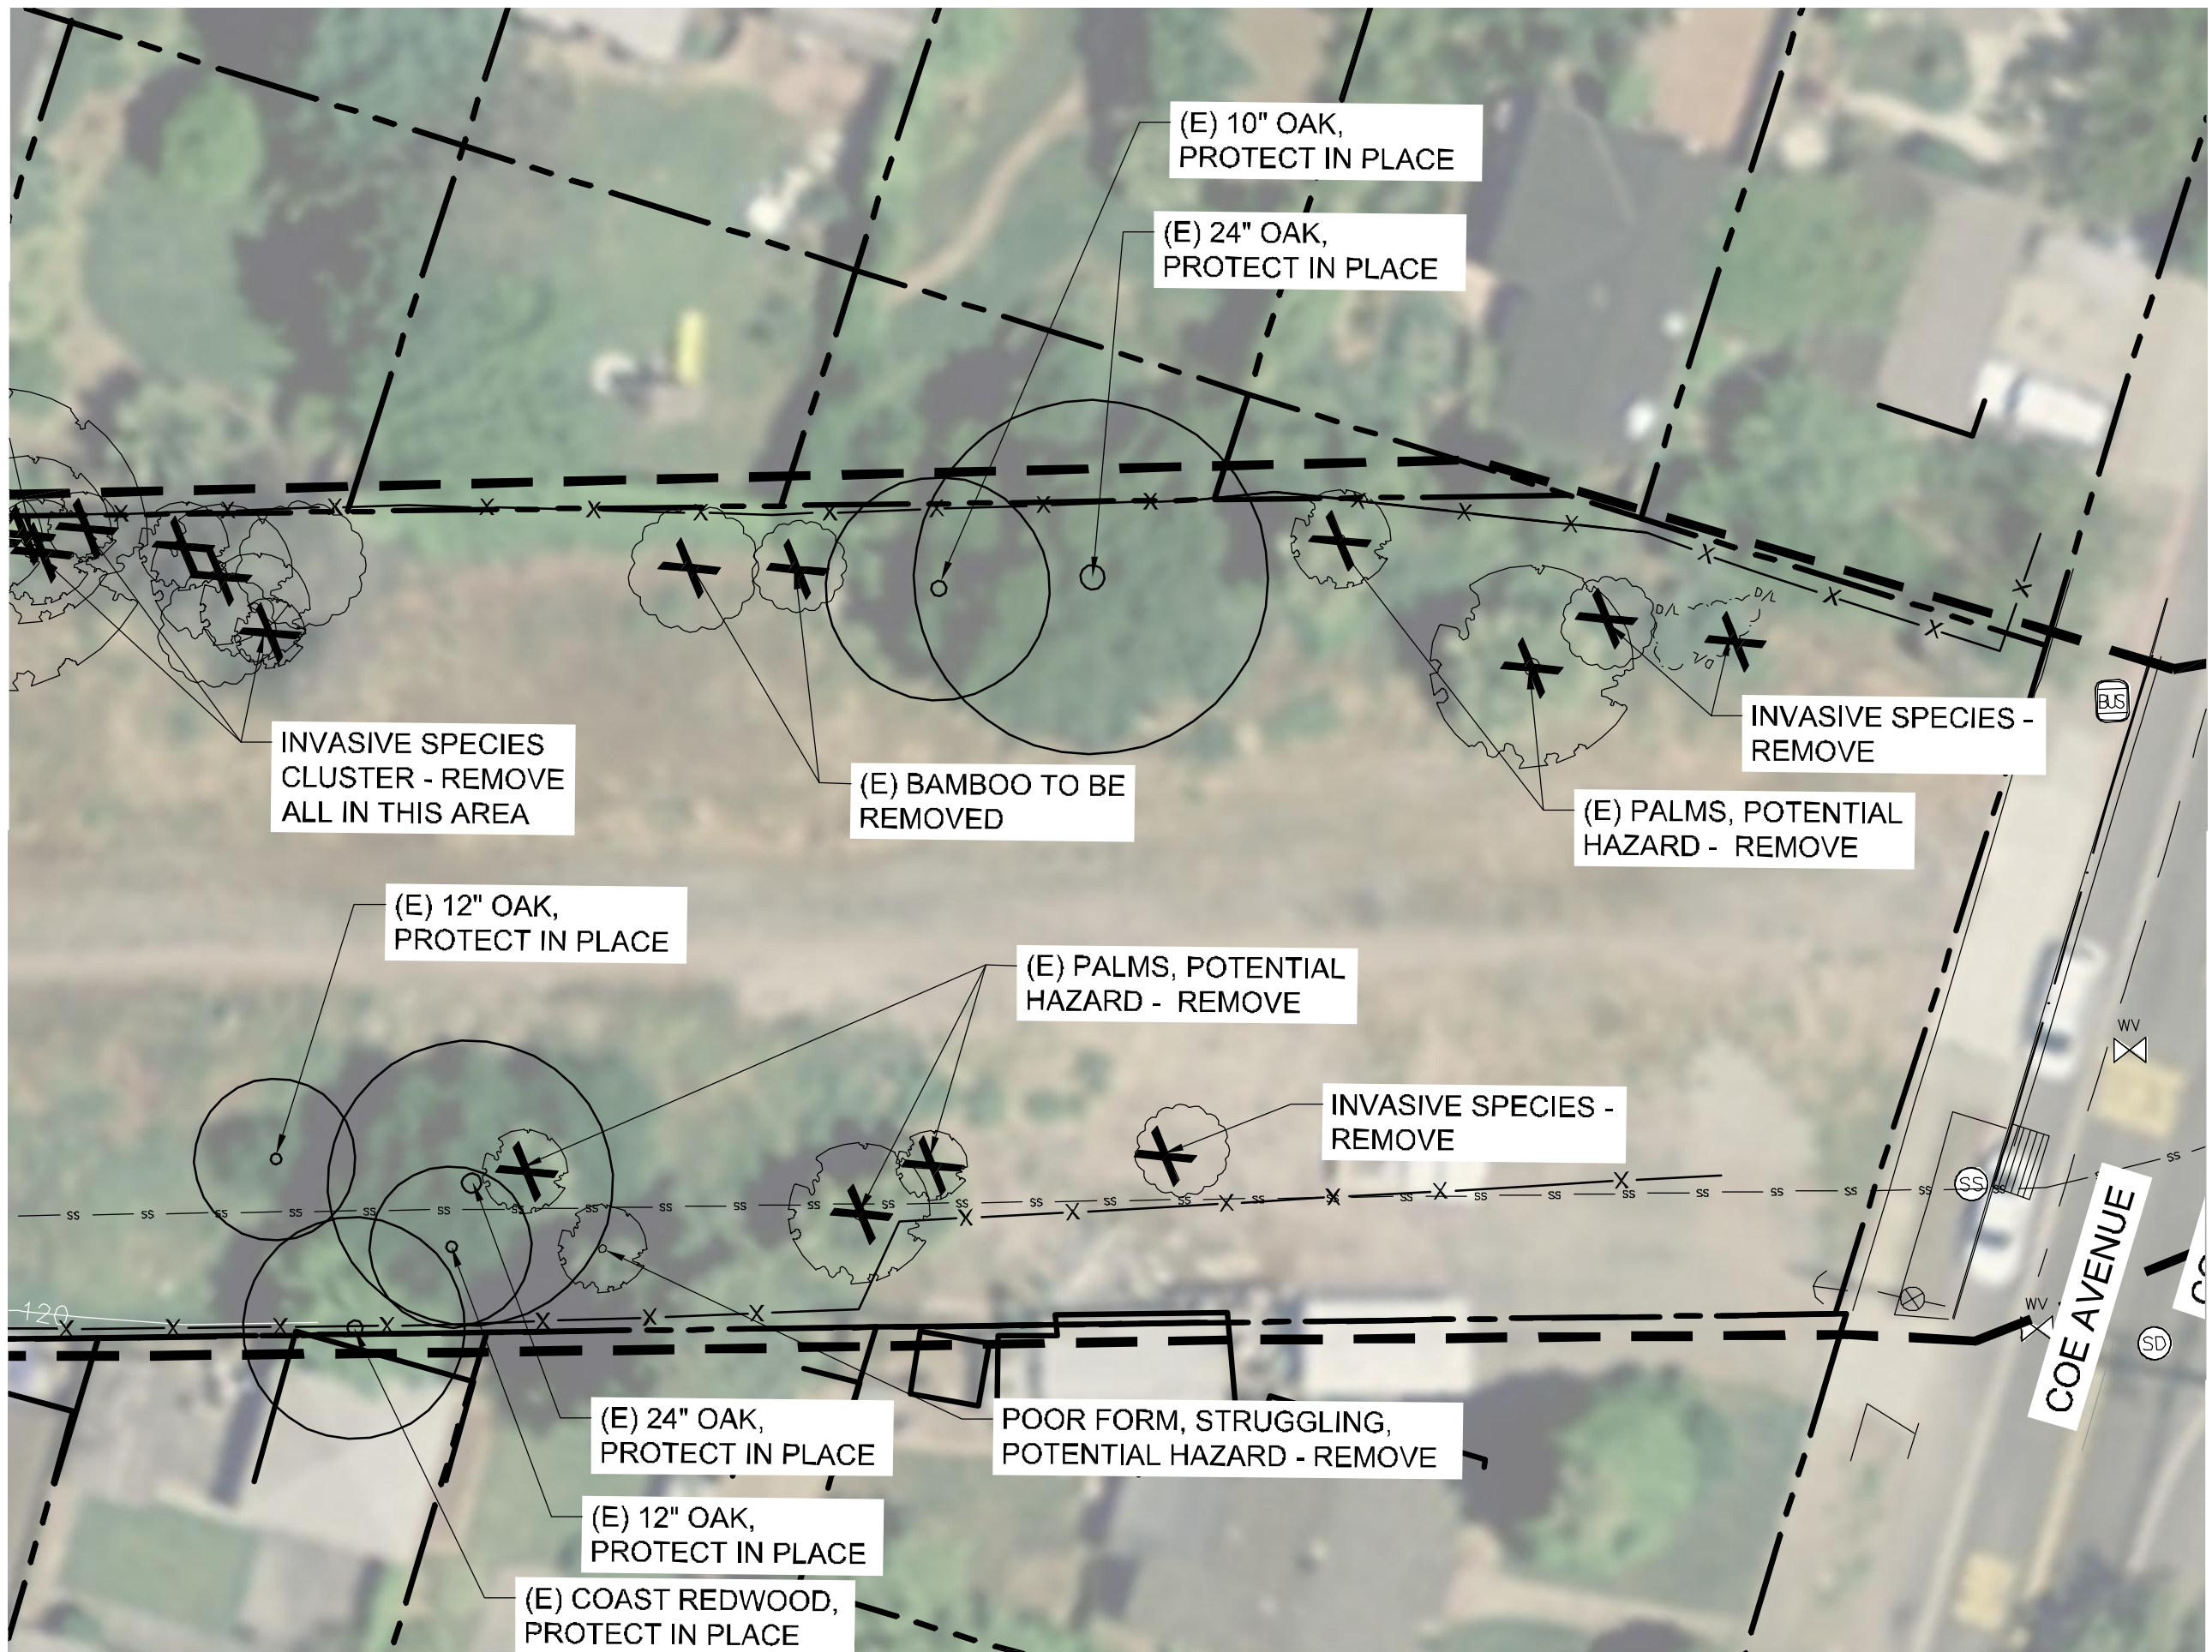 (E) 10" OAK,
PROTECT IN PLACE
(E) 24" OAK,
PROTECT IN PLACE
D/L
D/L
D/L
BUS
INVASIVE SPECIES -
REMOVE
INVASIVE SPECIES
CLUSTER - REMOVE
ALL IN THIS AREA
(E) BAMBOO TO BE
REMOVED
(E) PALMS, POTENTIAL
HAZARD - REMOVE
(E) 12" OAK,
PROTECT IN PLACE
(E) PALMS, POTENTIAL
HAZARD - REMOVE
WV
INVASIVE SPECIES -
REMOVE
SS
SS
COE AVENUE
120
WV
SD
(E) 24" OAK,
PROTECT IN PLACE
POOR FORM, STRUGGLING,
POTENTIAL HAZARD - REMOVE
(E) 12" OAK,
PROTECT IN PLACE
(E) COAST REDWOOD,
PROTECT IN PLACE